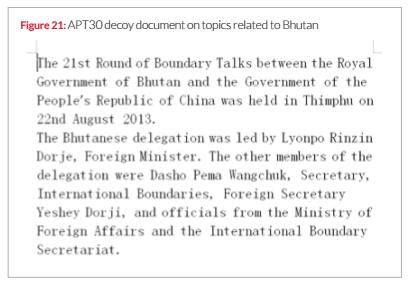 Figure 21: APT30 decoy document on topics related to Bhutan
The 21st Round of Boundary Talks between the Royal
Government of Bhutan and the Government of the
People's Republic of China was held in Thimphu on
22nd August 2013.
The Bhutanese delegation was led by Lyonpo Rinzin
Dorje, Foreign Minister. The other members of the
delegation were Dasho Pema Wangchuk, Secretary,
International Boundaries, Foreign Secretary
Yeshey Dorji, and officials from the Ministry of
Foreign Affairs and the International Boundary
Secretariat.